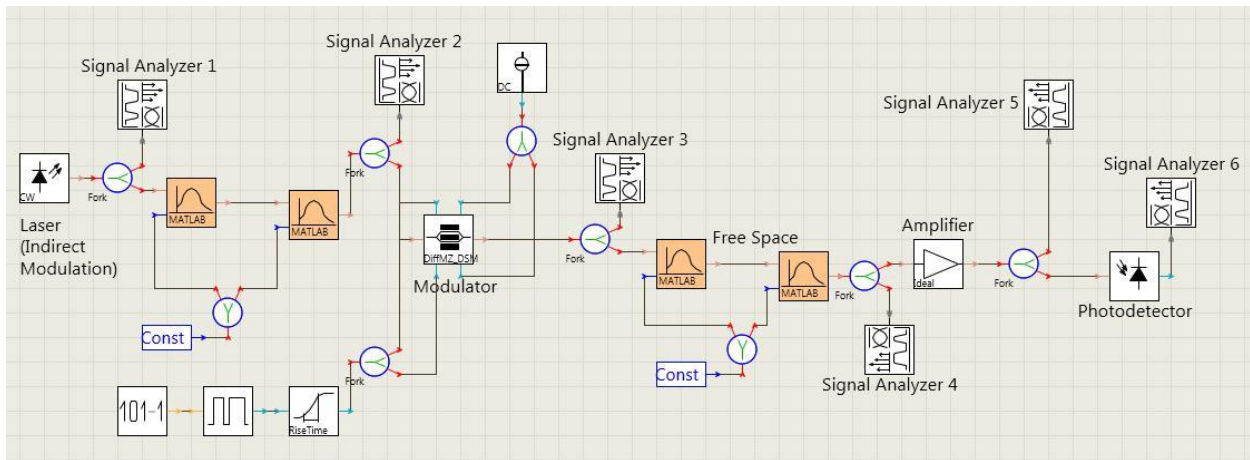 Signal Analyzer 1
Signal Analyzer 2
DC
Signal Analyzer 3
Signal Analyzer 5
Signal Analyzer 6
CW
Fork
Laser
(Indirect
Modulation)
MATLAB
MATLAB
Fork
Const
DiffMZ_DSM
Modulator
Fork
MATLAB
Free Space
MATLAB
Fork
Amplifier
Ideal
Fork
Photodetector
Const
Signal Analyzer 4
101-1
RiseTime
Fork